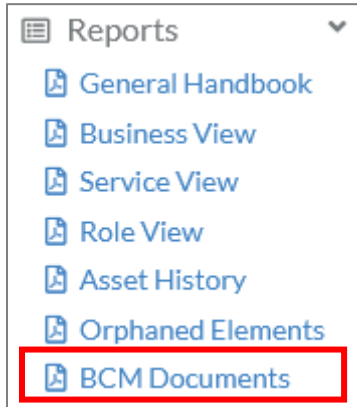 Reports
General Handbook
Business View
Service View
Role View
Asset History
Orphaned Elements
BCM Documents